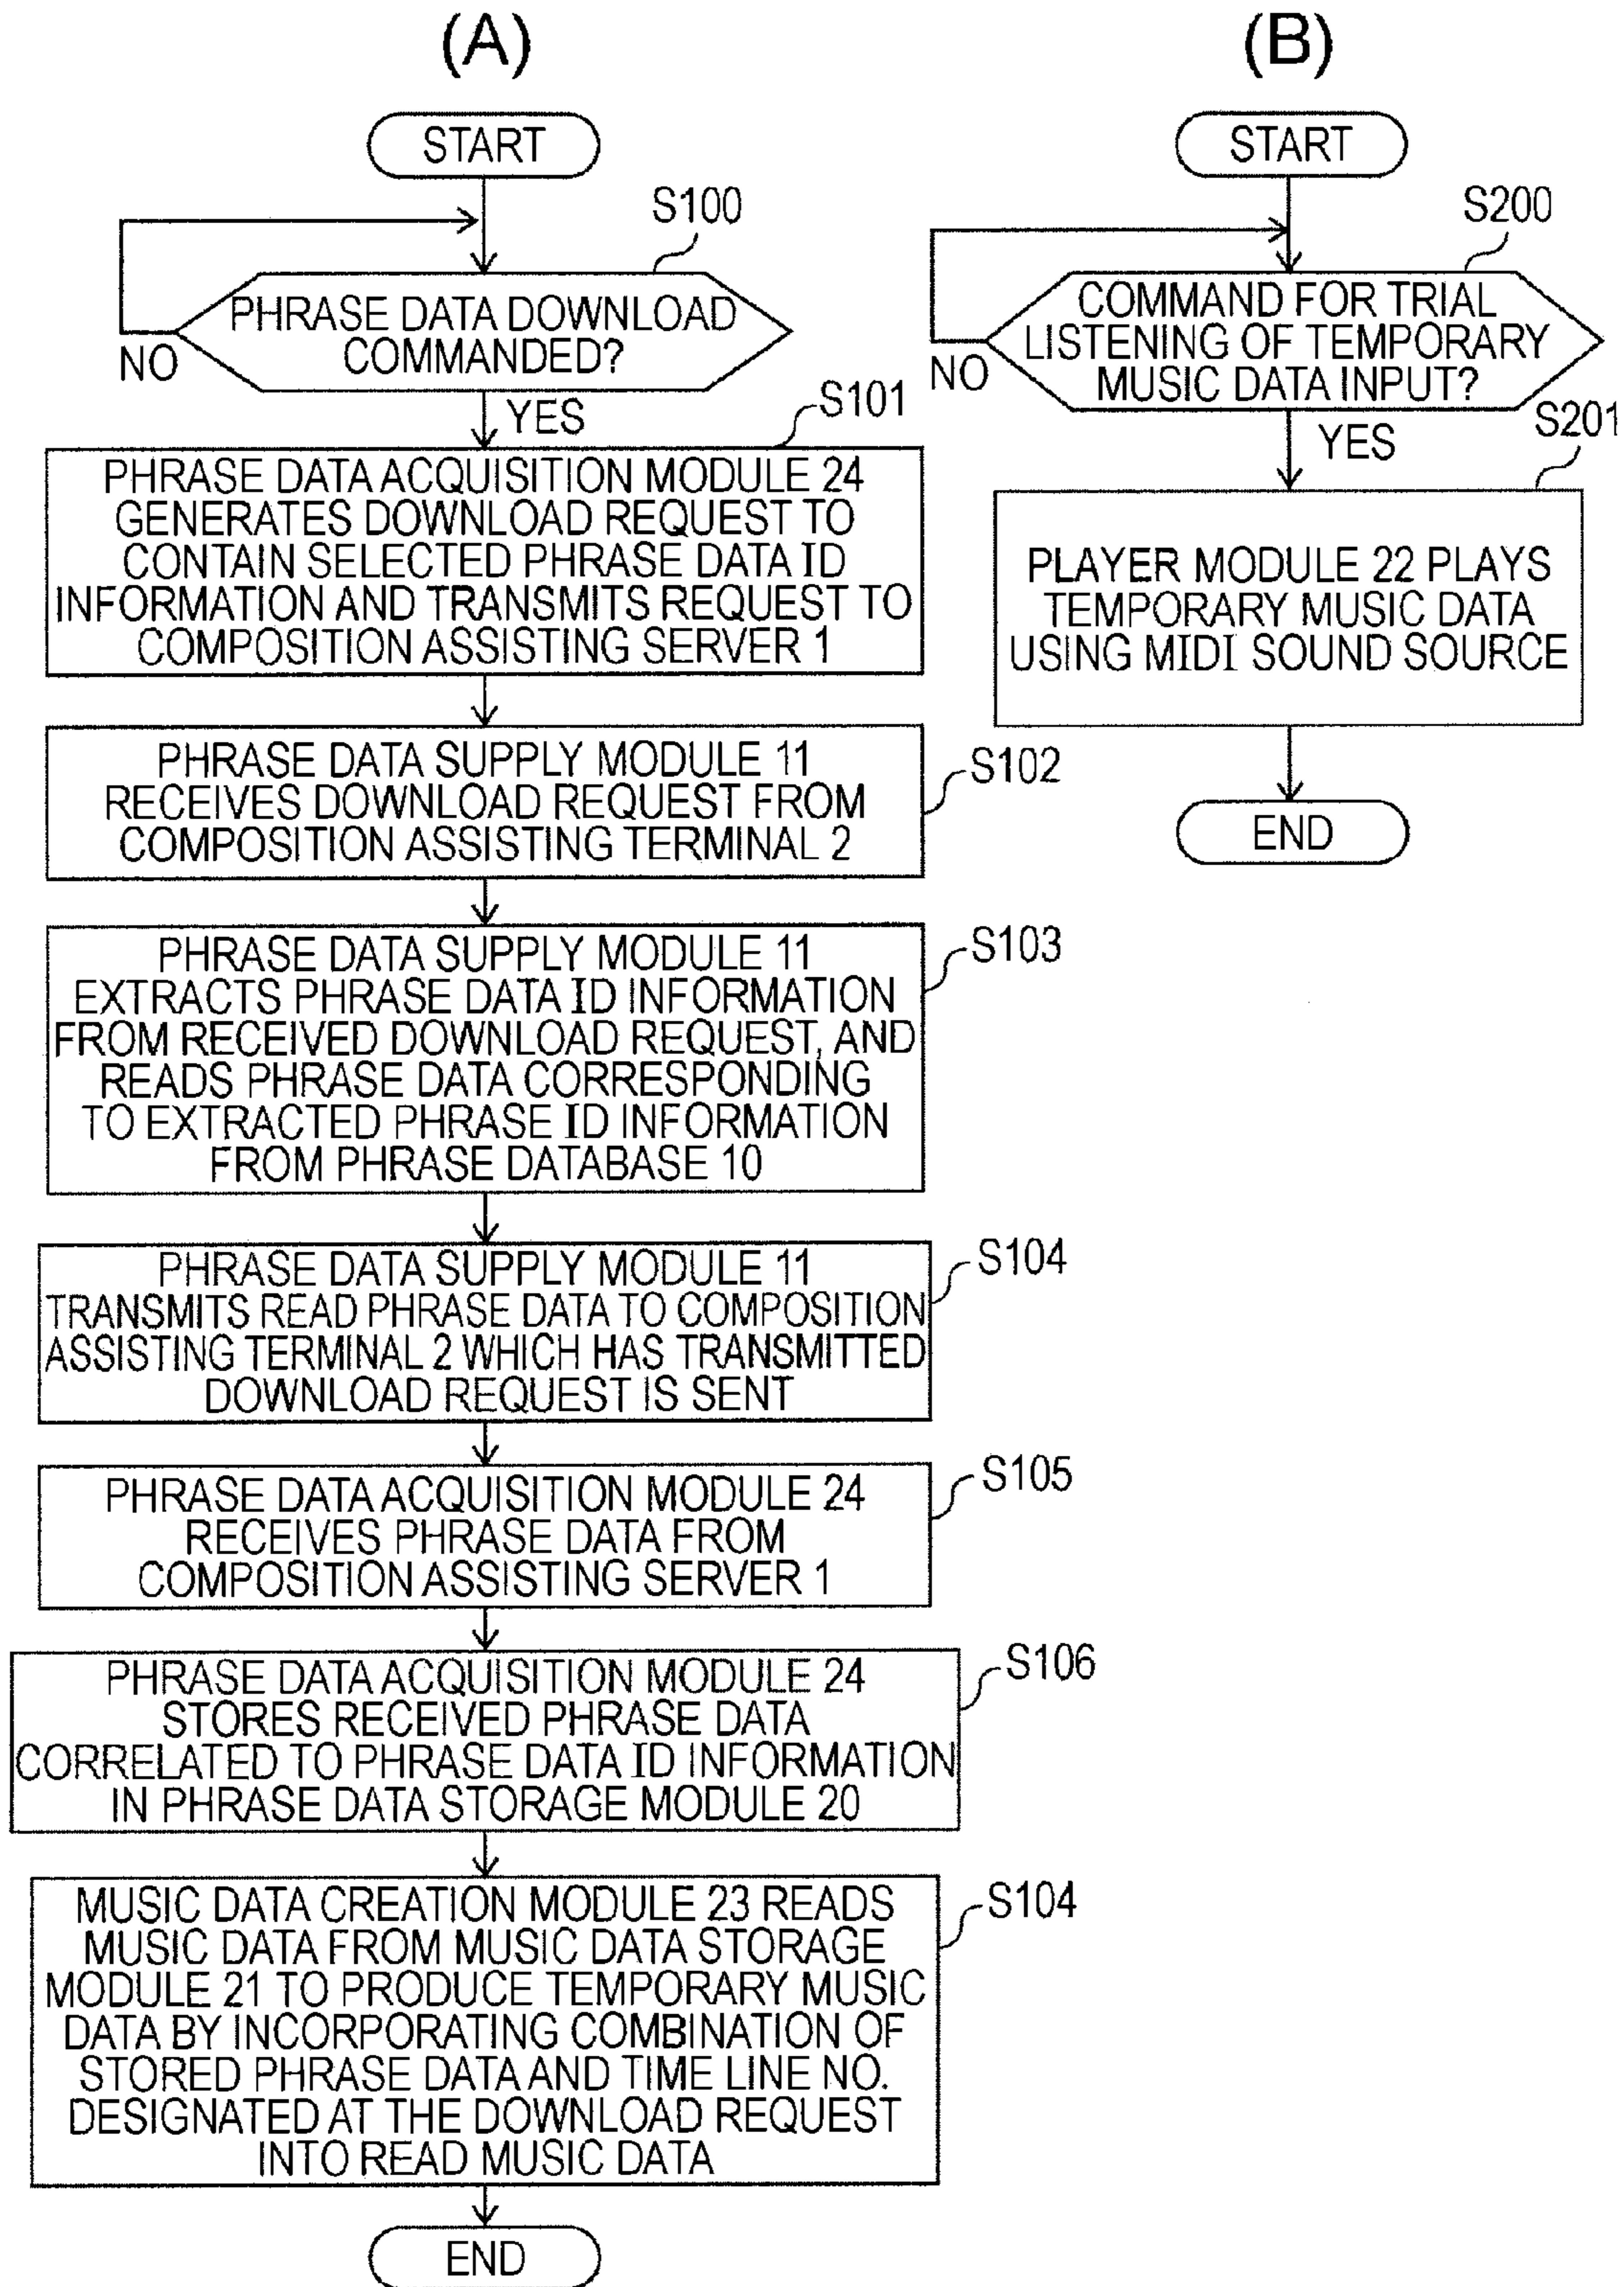 (A)
START
S100
PHRASE DATA DOWNLOAD
COMMANDED?
NO
YES
S101
PHRASE DATA ACQUISITION MODULE 24
GENERATES DOWNLOAD REQUEST TO
CONTAIN SELECTED PHRASE DATA ID
INFORMATION AND TRANSMITS REQUEST TO
COMPOSITION ASSISTING SERVER 1
PHRASE DATA SUPPLY MODULE 11
RECEIVES DOWNLOAD REQUEST FROM
COMPOSITION ASSISTING TERMINAL 2
S102
PHRASE DATA SUPPLY MODULE 11
EXTRACTS PHRASE DATA ID INFORMATION
FROM RECEIVED DOWNLOAD REQUEST, AND
READS PHRASE DATA CORRESPONDING
TO EXTRACTED PHRASE ID INFORMATION
FROM PHRASE DATABASE 10
S103
PHRASE DATA SUPPLY MODULE 11
TRANSMITS READ PHRASE DATA TO COMPOSITION
ASSISTING TERMINAL 2 WHICH HAS TRANSMITTED
DOWNLOAD REQUEST IS SENT
S104
PHRASE DATA ACQUISITION MODULE 24
RECEIVES PHRASE DATA FROM
COMPOSITION ASSISTING SERVER 1
S105
PHRASE DATA ACQUISITION MODULE 24
STORES RECEIVED PHRASE DATA
CORRELATED TO PHRASE DATA ID INFORMATION
IN PHRASE DATA STORAGE MODULE 20
S106
MUSIC DATA CREATION MODULE 23 READS
MUSIC DATA FROM MUSIC DATA STORAGE
MODULE 21 TO PRODUCE TEMPORARY MUSIC
DATA BY INCORPORATING COMBINATION OF
STORED PHRASE DATA AND TIME LINE NO.
DESIGNATED AT THE DOWNLOAD REQUEST
INTO READ MUSIC DATA
S104
END
(B)
START
S200
COMMAND FOR TRIAL
LISTENING OF TEMPORARY
MUSIC DATA INPUT?
NO
YES
S201
PLAYER MODULE 22 PLAYS
TEMPORARY MUSIC DATA
USING MIDI SOUND SOURCE
END